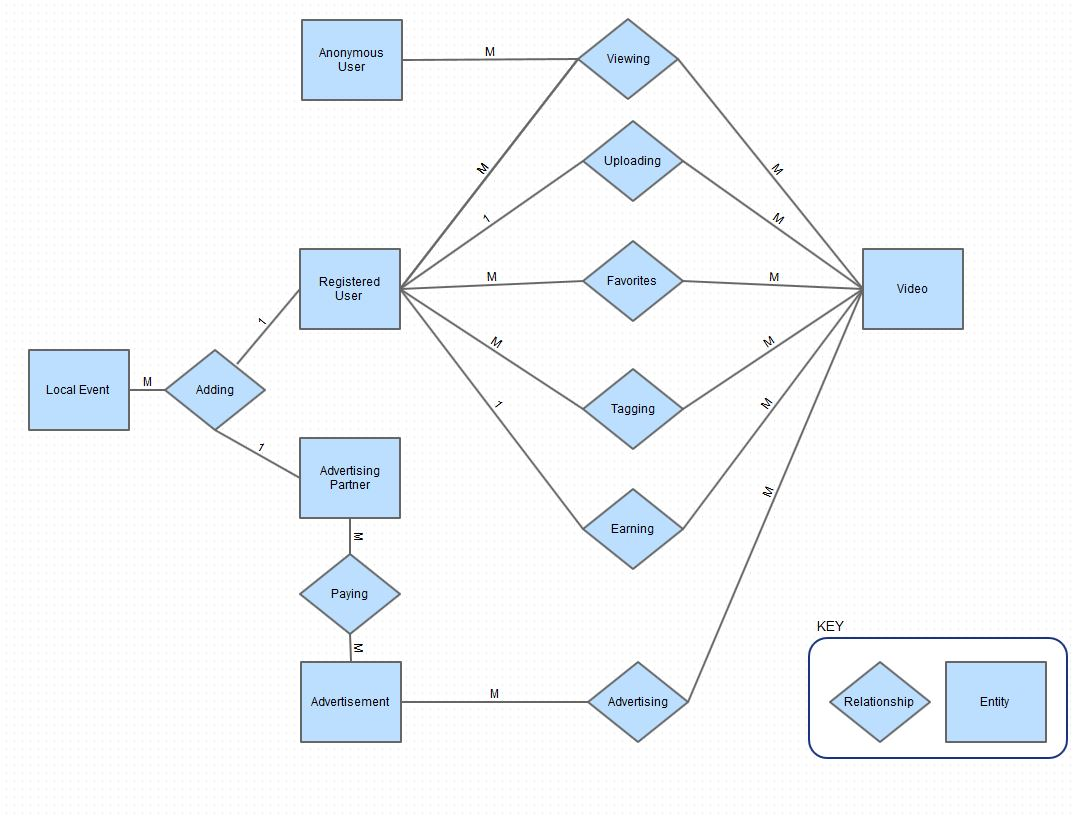 Anonymous
User
M
Viewing
M
M
Uploading
1
M
Registered
User
M
Favorites
M
Video
1
M
Tagging
M
Local Event
M
Adding
1
1
M
Advertising
Partner
M
Earning
M
Paying
M
Advertisement
M
Advertising
KEY
Relationship
Entity